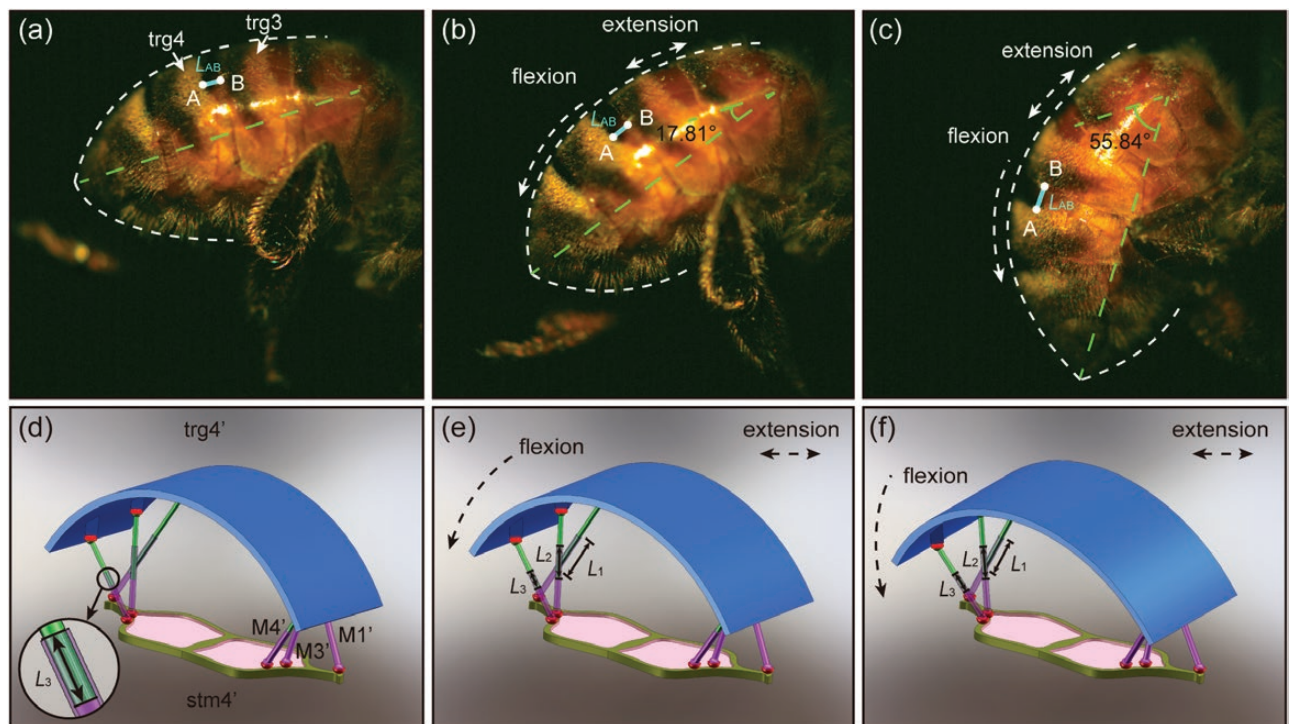 (a)
trg3
trg4
LAB
B
A
(b)
extension
flexion
B
LAB
17.81°
A
(c)
extension
flexion
55.84°
B
LAB
A
(d)
trg4’
M4’
M1’
M3’
L3
stm4’
(e)
flexion
extension
L2
L1
L3
(f)
extension
flexion
L2
L1
L3